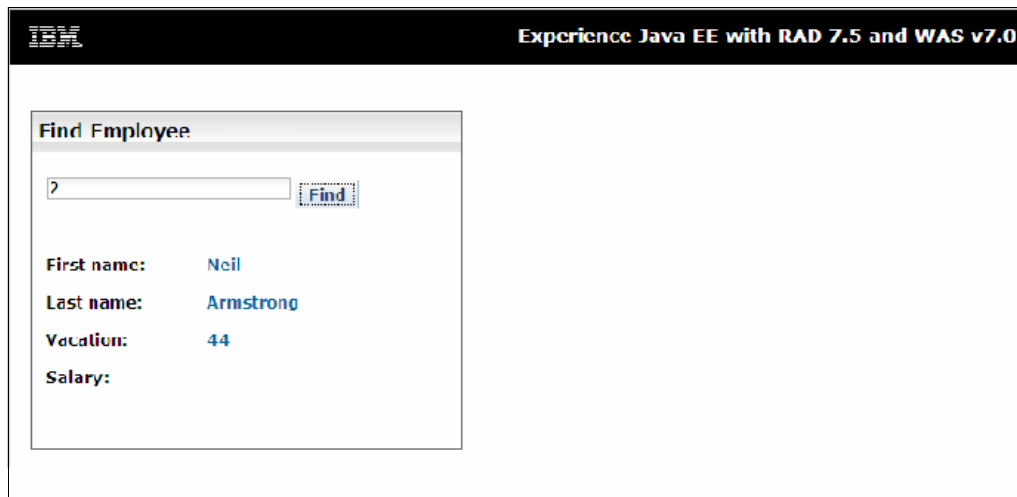 IBM
Experience Java EE with RAD 7.5 and WAS v7.0
Find Employee
2
Find
First name: Neil
Last name: Armstrong
Vacation: 44
Salary: